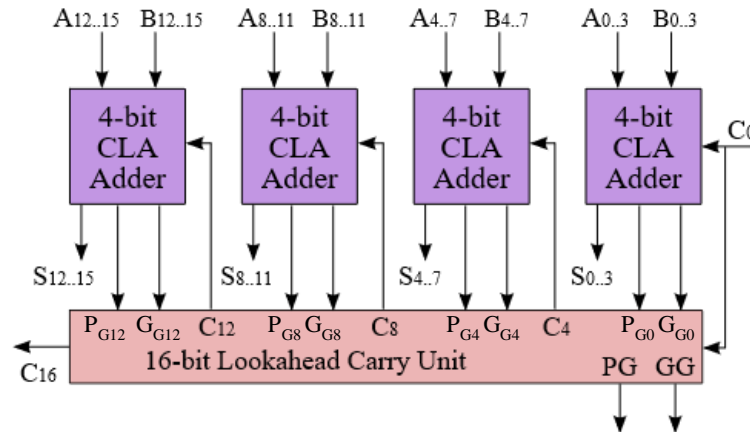 A12..15 B12..15 A8..11 B8..11 A4..7 B4..7 A0..3 B0..3
4-bit CLA Adder
4-bit CLA Adder
4-bit CLA Adder
4-bit CLA Adder
C0
S12..15 S8..11 S4..7 S0..3
PG12 GG12 C12 PG8 GG8 C8 PG4 GG4 C4 PG0 GG0
16-bit Lookahead Carry Unit PG GG
C16